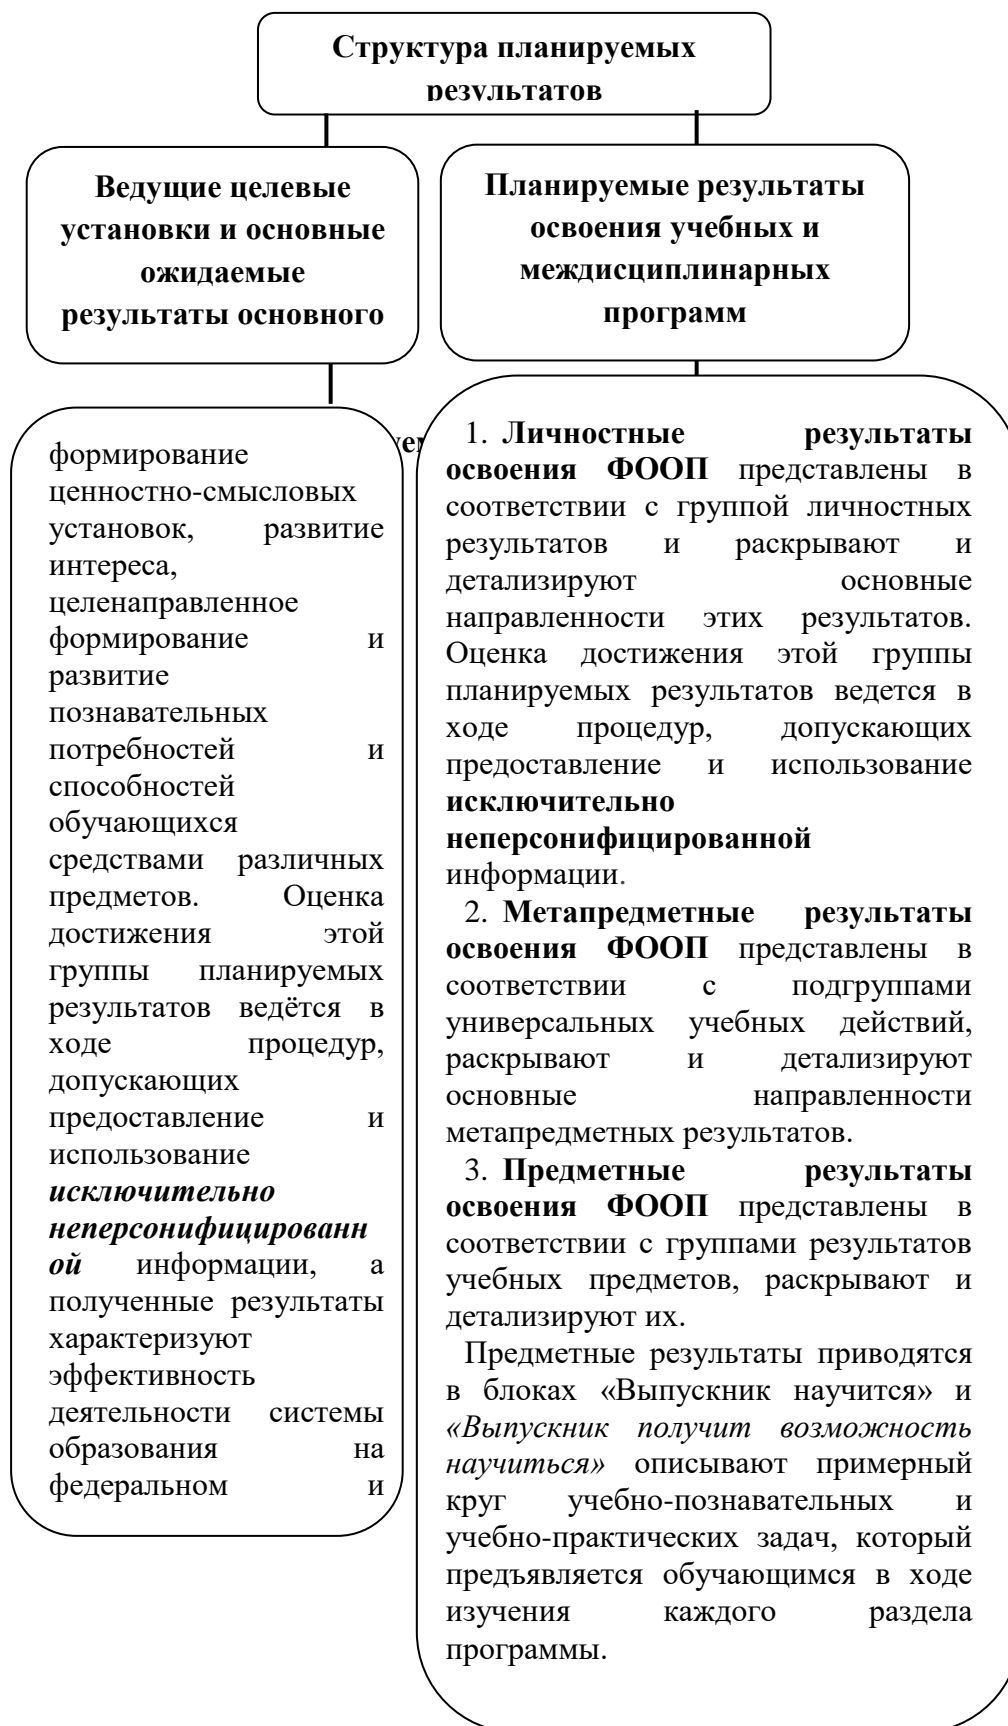 Структура планируемых
результатов
Ведущие целевые
установки и основные
ожидаемые
результаты основного
Планируемые результаты
освоения учебных и
междисциплинарных
программ
формирование
ценностно-смысловых
установок, развитие
интереса,
целенаправленное
формирование и
развитие
познавательных
потребностей и
способностей
обучающихся
средствами различных
предметов. Оценка
достижения этой
группы планируемых
результатов ведётся в
ходе процедур,
допускающих
предоставление и
использование
исключительно
неперсонифицированн
ой информации, а
полученные результаты
характеризуют
эффективность
деятельности системы
образования на
федеральном и
1. Личностные результаты
освоения ФООП представлены в
соответствии с группой личностных
результатов и раскрывают и
детализируют основные
направленности этих результатов.
Оценка достижения этой группы
планируемых результатов ведется в
ходе процедур, допускающих
предоставление и использование
исключительно
неперсонифицированной
информации.
2. Метапредметные результаты
освоения ФООП представлены в
соответствии с подгруппами
универсальных учебных действий,
раскрывают и детализируют
основные направленности
метапредметных результатов.
3. Предметные результаты
освоения ФООП представлены в
соответствии с группами результатов
учебных предметов, раскрывают и
детализируют их.
Предметные результаты приводятся
в блоках «Выпускник научится» и
«Выпускник получит возможность
научиться» описывают примерный
круг учебно-познавательных и
учебно-практических задач, который
предъявляется обучающимся в ходе
изучения каждого раздела
программы.